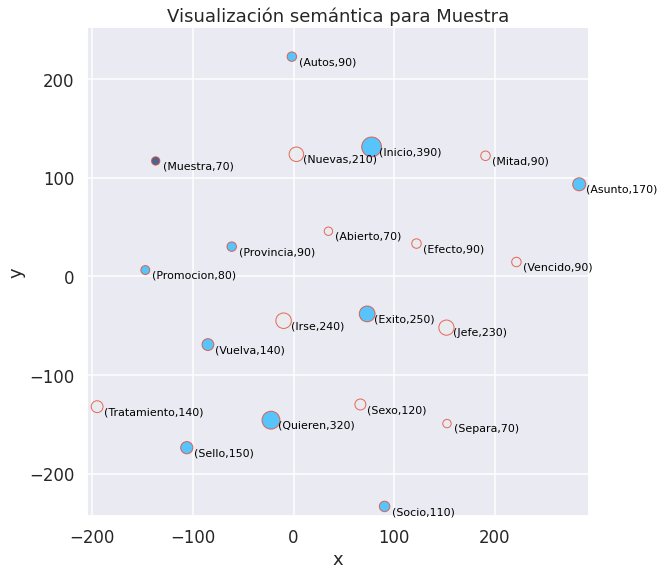 Visualización semántica para Muestra
200
100
0
−100
−200
y
(Autos,90)
(Muestra,70)
(Nuevas,210)
(Inicio,390)
(Mitad,90)
(Asunto,170)
(Abierto,70)
(Efecto,90)
(Provincia,90)
(Vencido,90)
(Promocion,80)
(Irse,240)
(Exito,250)
(Jefe,230)
(Vuelva,140)
(Tratamiento,140)
(Quieren,320)
(Sexo,120)
(Separa,70)
(Sello,150)
(Socio,110)
−200 −100 0 100 200
x